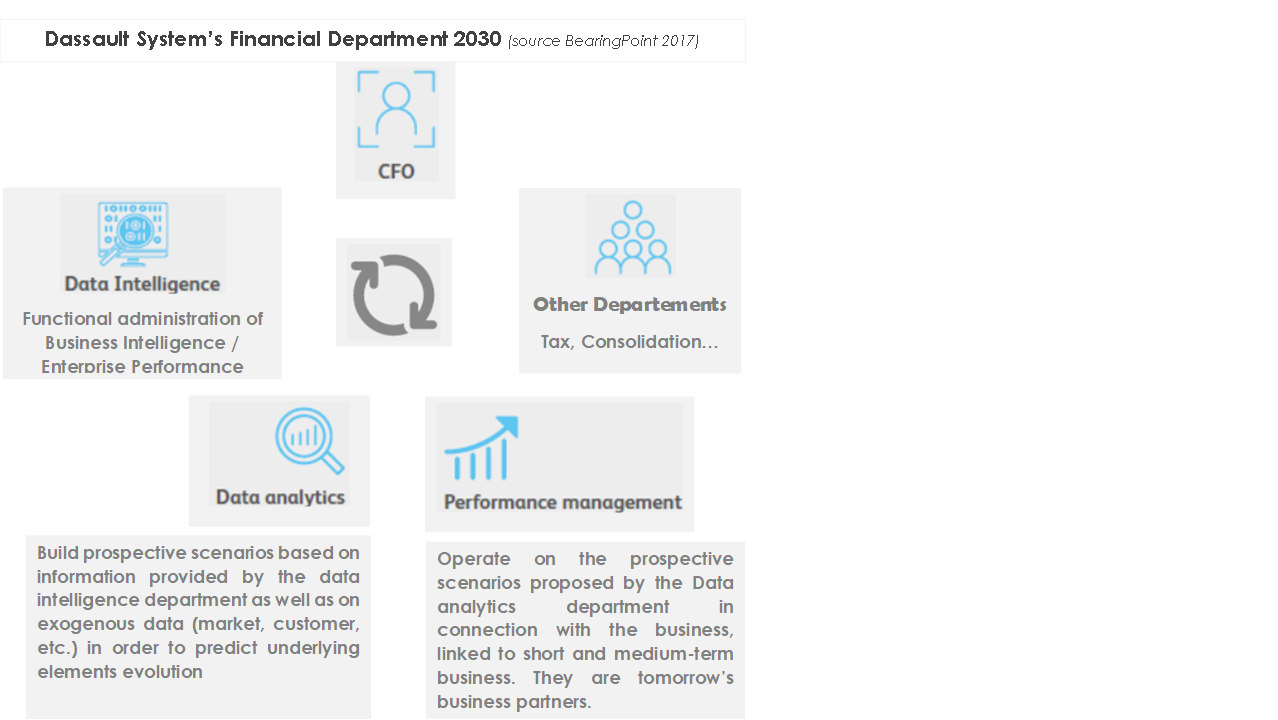 Dassault System’s Financial Department 2030 (source BearingPoint 2017)
CFO
Data Intelligence
Functional administration of
Business Intelligence /
Enterprise Performance
Other Departements
Tax, Consolidation…
Data analytics
Build prospective scenarios based on
information provided by the data
intelligence department as well as on
exogenous data (market, customer,
etc.) in order to predict underlying
elements evolution
Performance management
Operate on the prospective
scenarios proposed by the Data
analytics department in
connection with the business,
linked to short and medium-term
business. They are tomorrow’s
business partners.